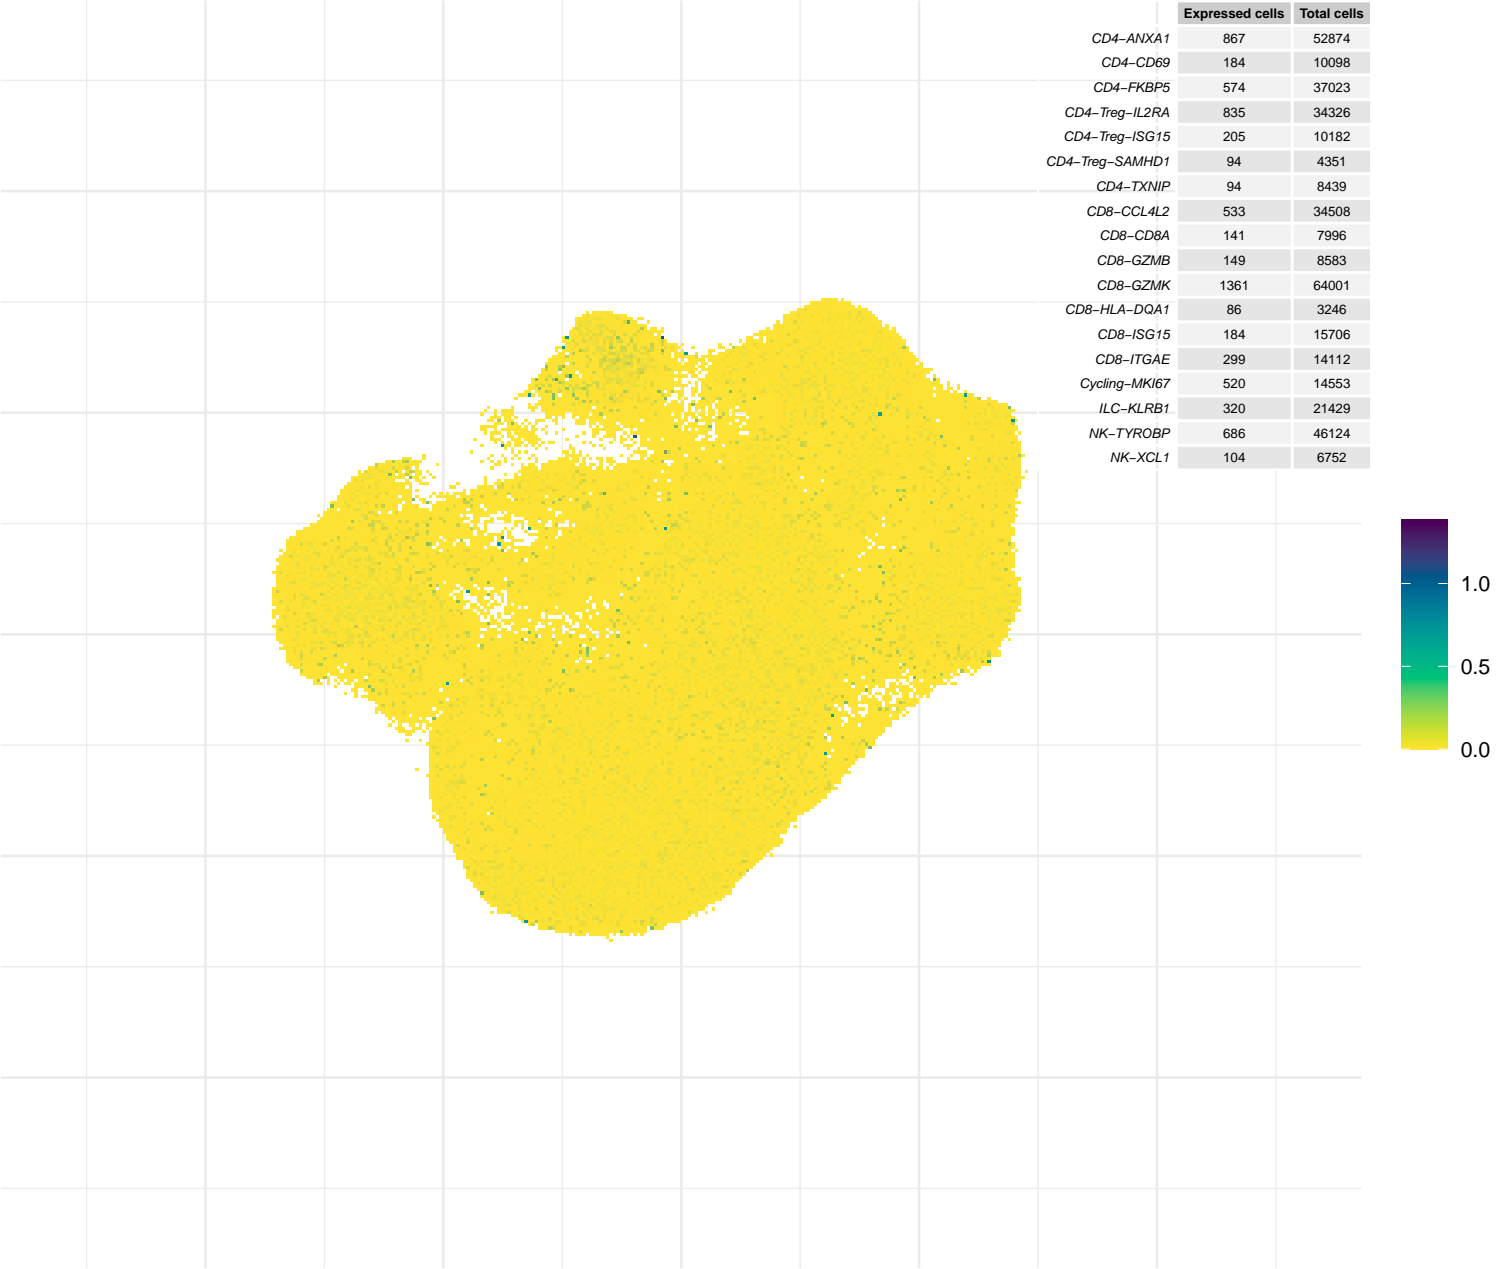 Expressed cells Total cells
CD4−ANXA1 867 52874
CD4−CD69 184 10098
CD4−FKBP5 574 37023
CD4−Treg−IL2RA 835 34326
CD4−Treg−ISG15 205 10182
CD4−Treg−SAMHD1 94 4351
CD4−TXNIP 94 8439
CD8−CCL4L2 533 34508
CD8−CD8A 141 7996
CD8−GZMB 149 8583
CD8−GZMK 1361 64001
CD8−HLA−DQA1 86 3246
CD8−ISG15 184 15706
CD8−ITGAE 299 14112
Cycling−MKI67 520 14553
ILC−KLRB1 320 21429
NK−TYROBP 686 46124
NK−XCL1 104 6752
1.0
0.5
0.0